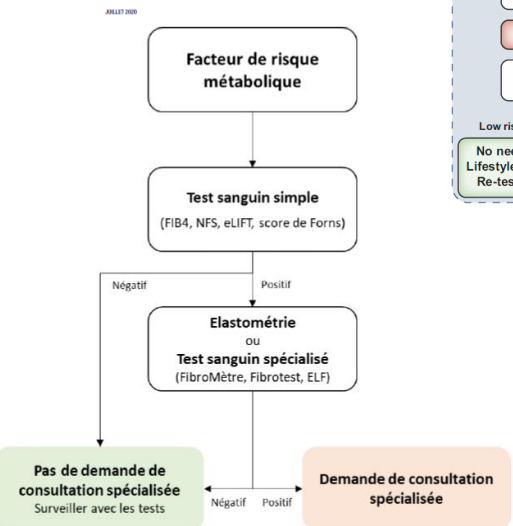 JUILLET 2020
Facteur de risque
métabolique
Test sanguin simple
(FIB4, NFS, eLIFT, score de Forns)
Négatif
Positif
Elastométrie
ou
Test sanguin spécialisé
(FibroMètre, Fibrotest, ELF)
Pas de demande de
consultation spécialisée
Surveiller avec les tests
Négatif
Positif
Demande de consultation
spécialisée
Low ris
No nee
Lifestyle
Re-tes